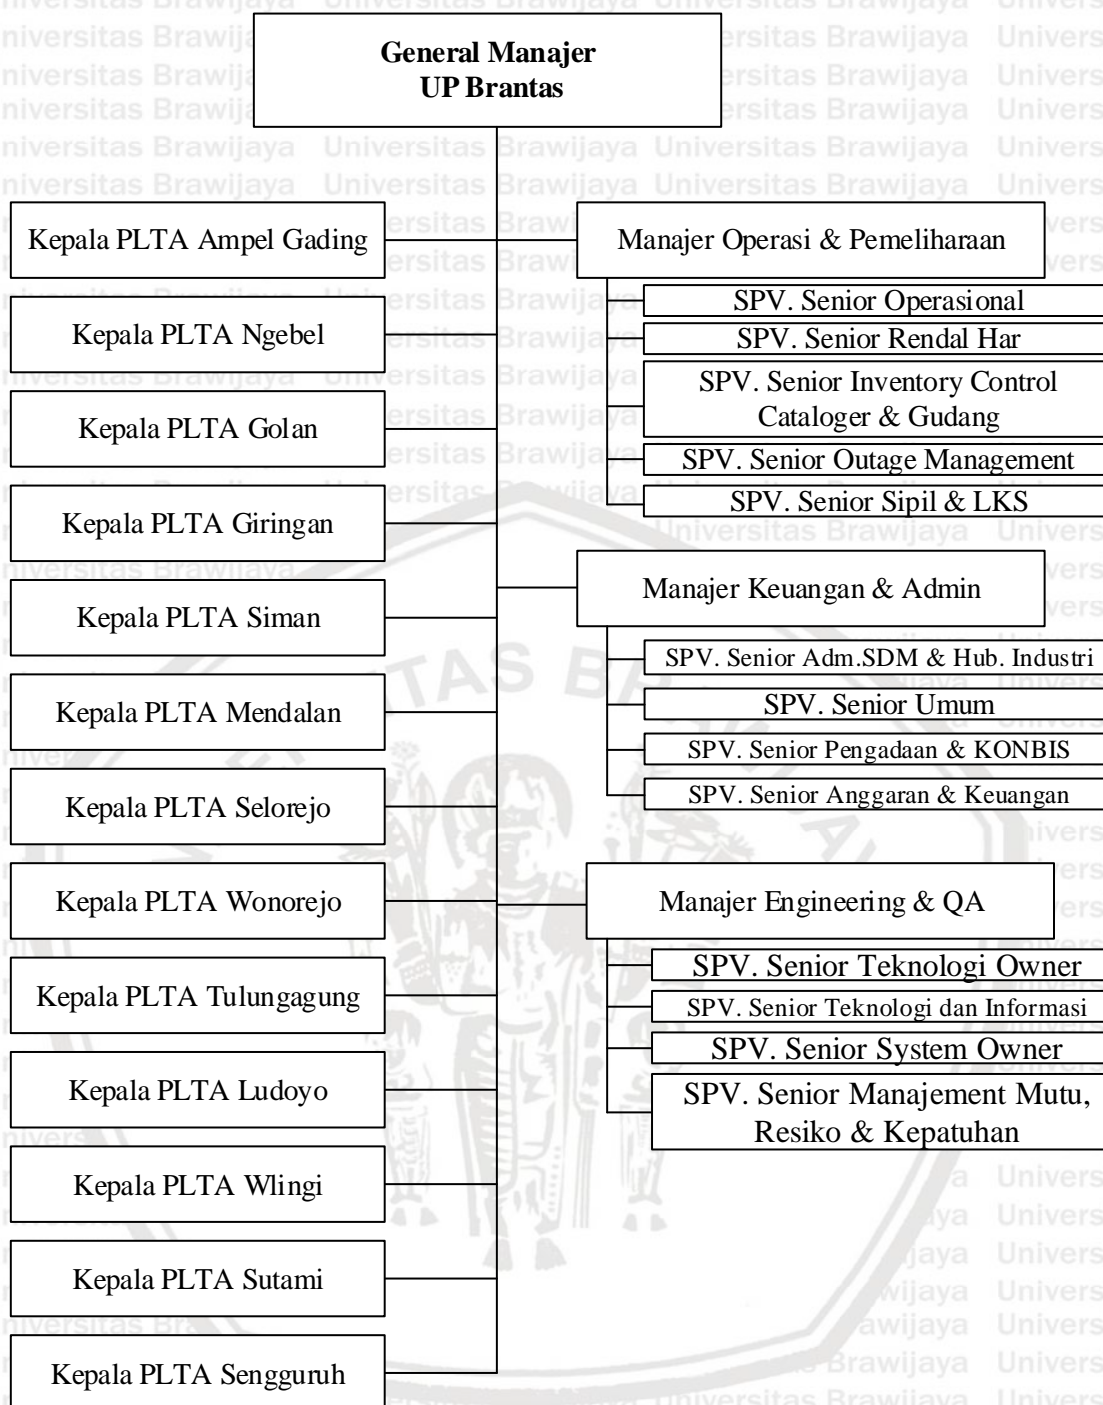 General Manajer
UP Brantas
Kepala PLTA Ampel Gading
Kepala PLTA Ngebel
Kepala PLTA Golan
Kepala PLTA Giringan
Kepala PLTA Siman
Kepala PLTA Mendalan
Kepala PLTA Selorejo
Kepala PLTA Wonorejo
Kepala PLTA Tulungagung
Kepala PLTA Ludoyo
Kepala PLTA Wlingi
Kepala PLTA Sutami
Kepala PLTA Sengguruh
Manajer Operasi & Pemeliharaan
SPV. Senior Operasional
SPV. Senior Rendal Har
SPV. Senior Inventory Control
Cataloger & Gudang
SPV. Senior Outage Management
SPV. Senior Sipil & LKS
Manajer Keuangan & Admin
SPV. Senior Adm.SDM & Hub. Industri
SPV. Senior Umum
SPV. Senior Pengadaan & KONBIS
SPV. Senior Anggaran & Keuangan
Manajer Engineering & QA
SPV. Senior Teknologi Owner
SPV. Senior Teknologi dan Informasi
SPV. Senior System Owner
SPV. Senior Manajement Mutu,
Resiko & Kepatuhan